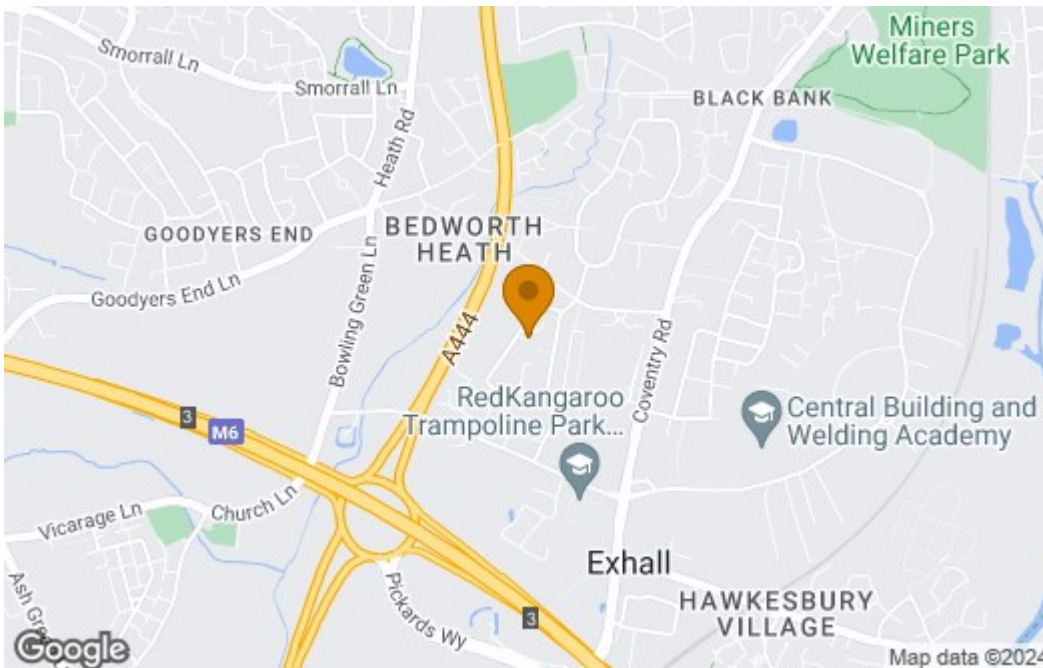 Miners
Welfare Park
Smorrall Ln
Smorrall Ln
BLACK BANK
Heath Rd
GOODYERS END
BEDWORTH
HEATH
Goodyers End Ln
Bowling Green Ln
A444
Coventry Rd
RedKangaroo
Trampoline Park...
Central Building and
Welding Academy
3
M6
Vicarage Ln
Church Ln
Exhall
Ash Gro
Pickards Wy
3
HAWKESBURY
VILLAGE
Google
Map data ©2024